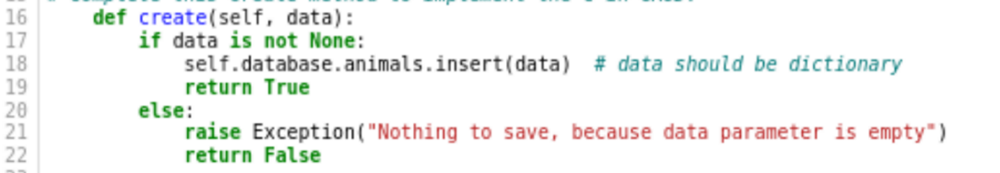 16 def create(self, data):
17 if data is not None:
18 self.database.animals.insert(data) # data should be dictionary
19 return True
20 else:
21 raise Exception("Nothing to save, because data parameter is empty")
22 return False